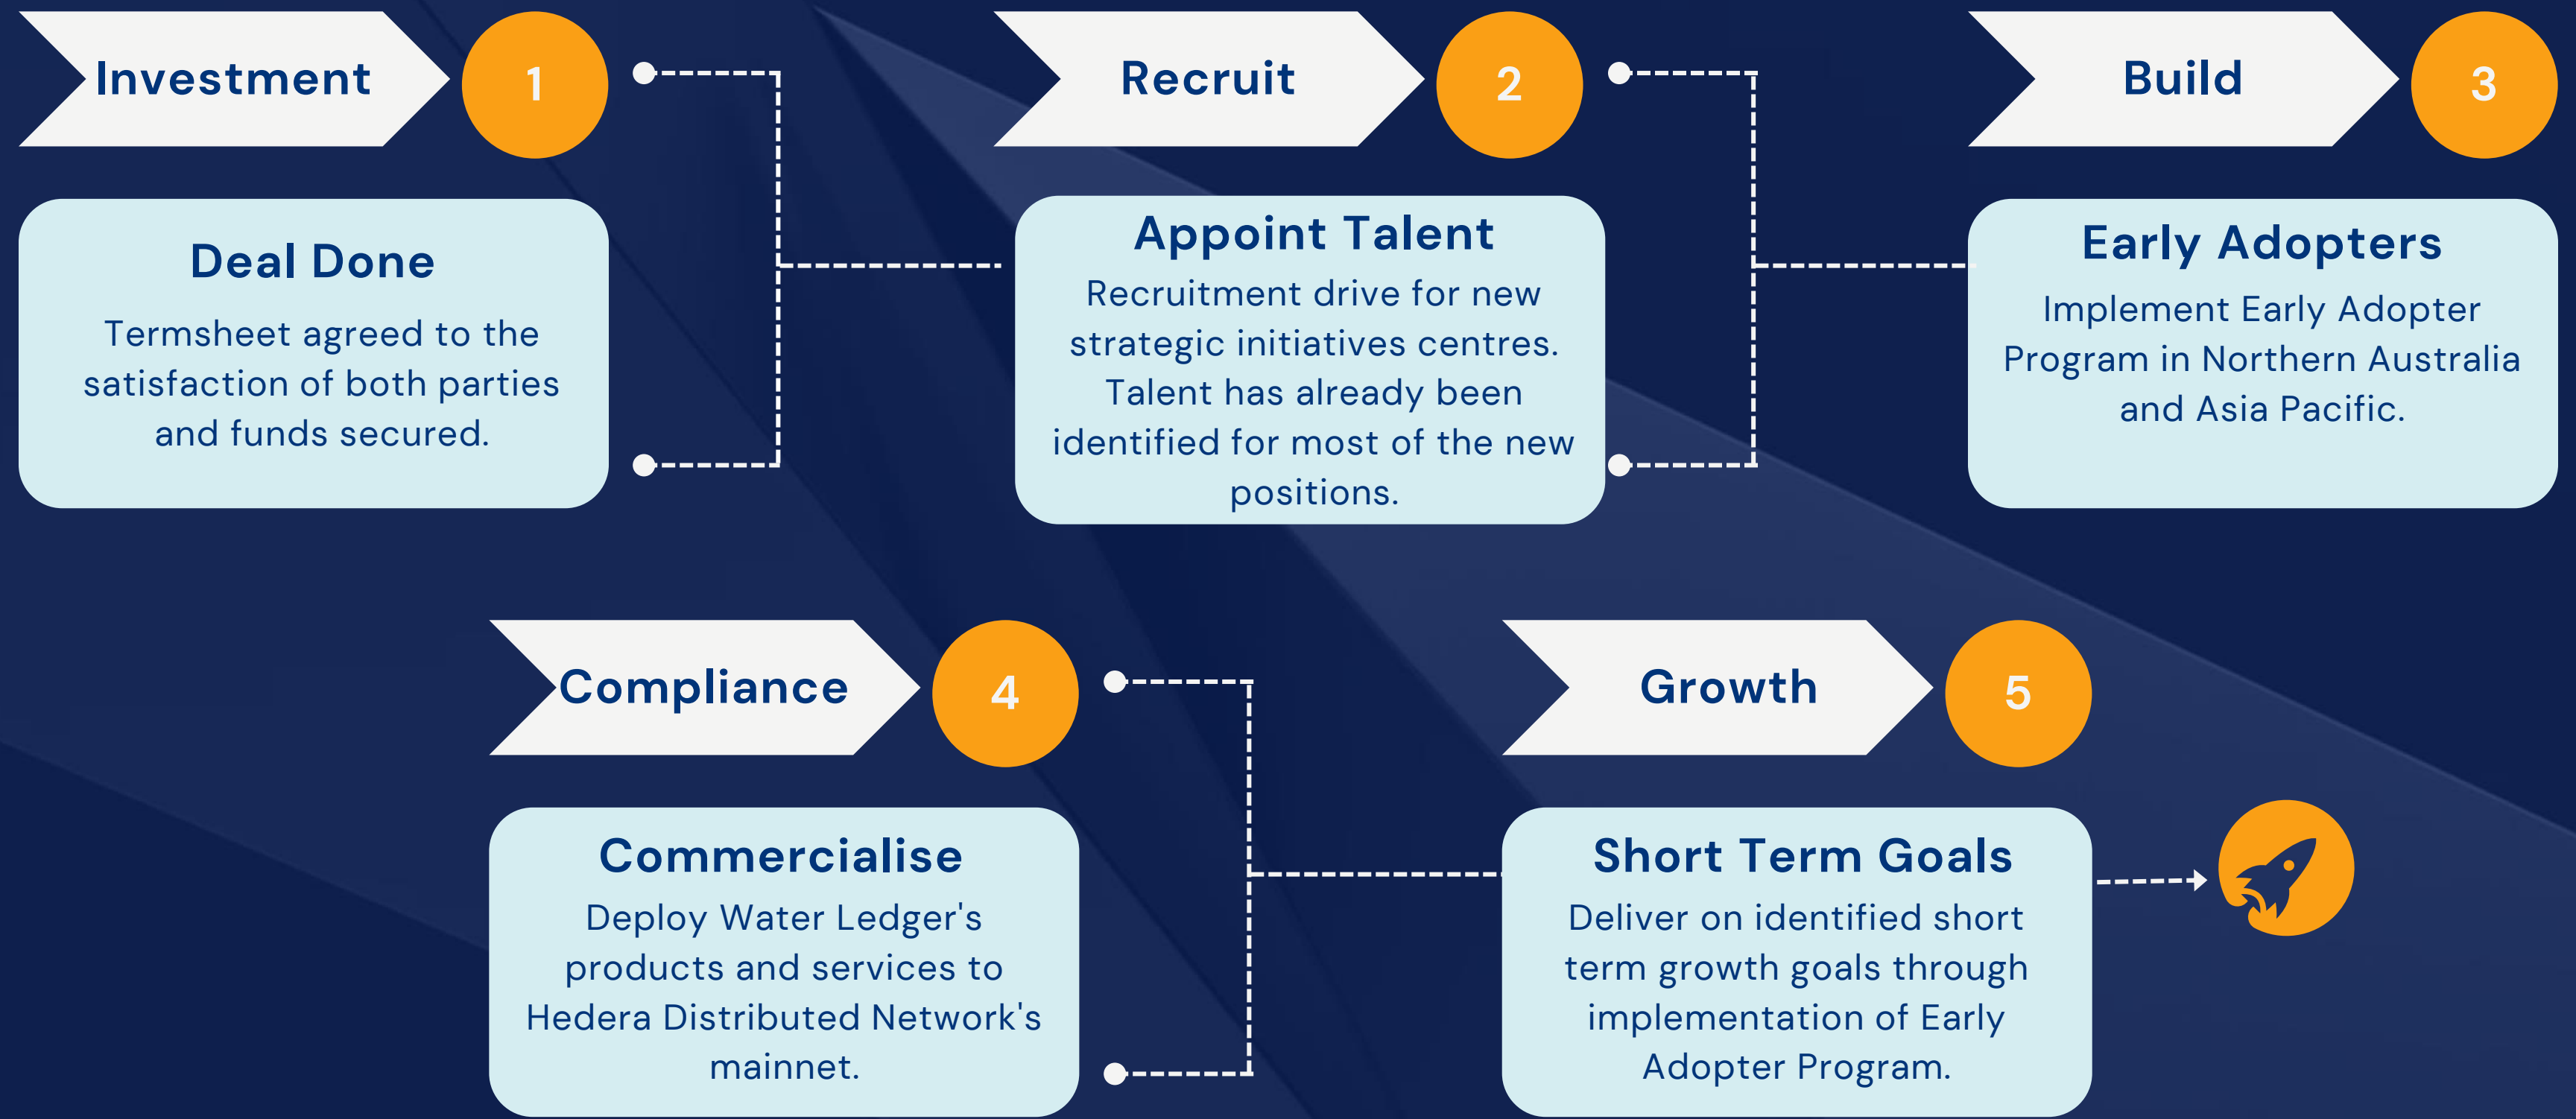 Investment
1
Deal Done
Termsheet agreed to the
satisfaction of both parties
and funds secured.
Recruit
2
Appoint Talent
Recruitment drive for new
strategic initiatives centres.
Talent has already been
identified for most of the new
positions.
Build
3
Early Adopters
Implement Early Adopter
Program in Northern Australia
and Asia Pacific.
Compliance
4
Commercialise
Deploy Water Ledger's
products and services to
Hedera Distributed Network's
mainnet.
Growth
5
Short Term Goals
Deliver on identified short
term growth goals through
implementation of Early
Adopter Program.